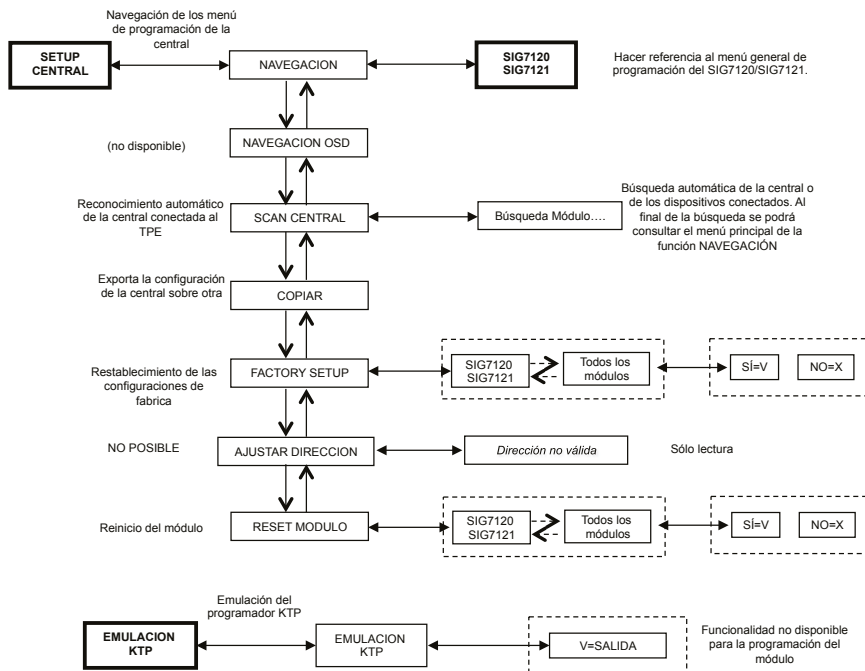 Navegación de los menú
de programación de la
central
SETUP
CENTRAL
NAVEGACION
SIG7120
SIG7121
Hacer referencia al menú general de
programación del SIG7120/SIG7121.
(no disponible)
NAVEGACION OSD
Reconocimiento automático
de la central conectada al
TPE
SCAN CENTRAL
Búsqueda Módulo....
Búsqueda automática de la central o
de los dispositivos conectados. Al
final de la búsqueda se podrá
consultar el menú principal de la
función NAVEGACIÓN
Exporta la configuración
de la central sobre otra
COPIAR
Restablecimiento de las
configuraciones de
fabrica
FACTORY SETUP
SIG7120
SIG7121
Todos los
módulos
SÍ=V
NO=X
NO POSIBLE
AJUSTAR DIRECCION
Dirección no válida
Sólo lectura
Reinicio del módulo
RESET MODULO
SIG7120
SIG7121
Todos los
módulos
SÍ=V
NO=X
Emulación del
programador KTP
EMULACION
KTP
EMULACION
KTP
V=SALIDA
Funcionalidad no disponible
para la programación del
módulo